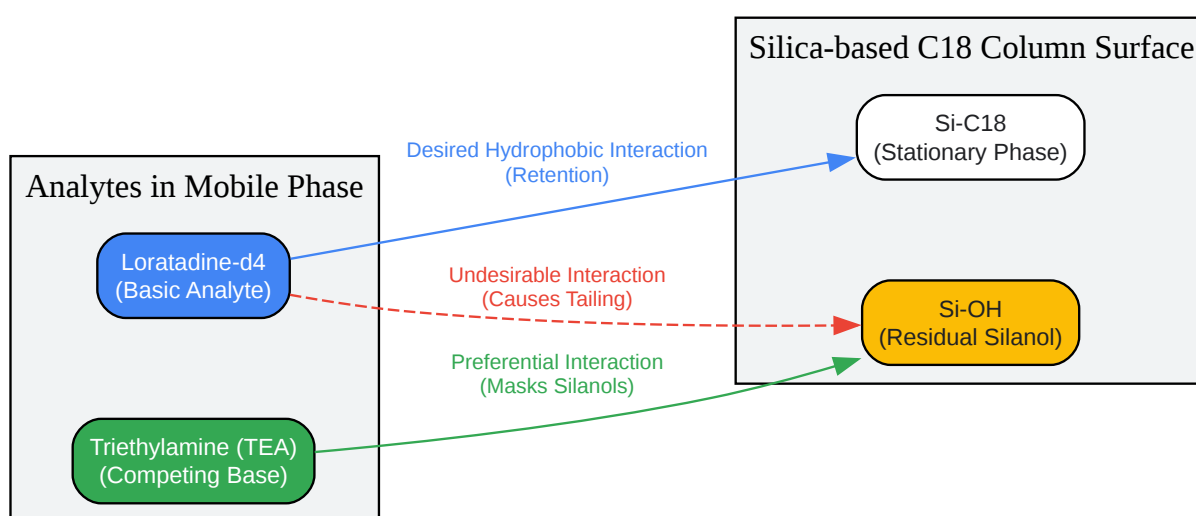 Silica-based C18 Column Surface
Si-C18
(Stationary Phase)
Desired Hydrophobic Interaction
(Retention)
Analytes in Mobile Phase
Loratadine-d4
(Basic Analyte)
Undesirable Interaction
(Causes Tailing)
Si-OH
(Residual Silanol)
Preferential Interaction
(Masks Silanols)
Triethylamine (TEA)
(Competing Base)